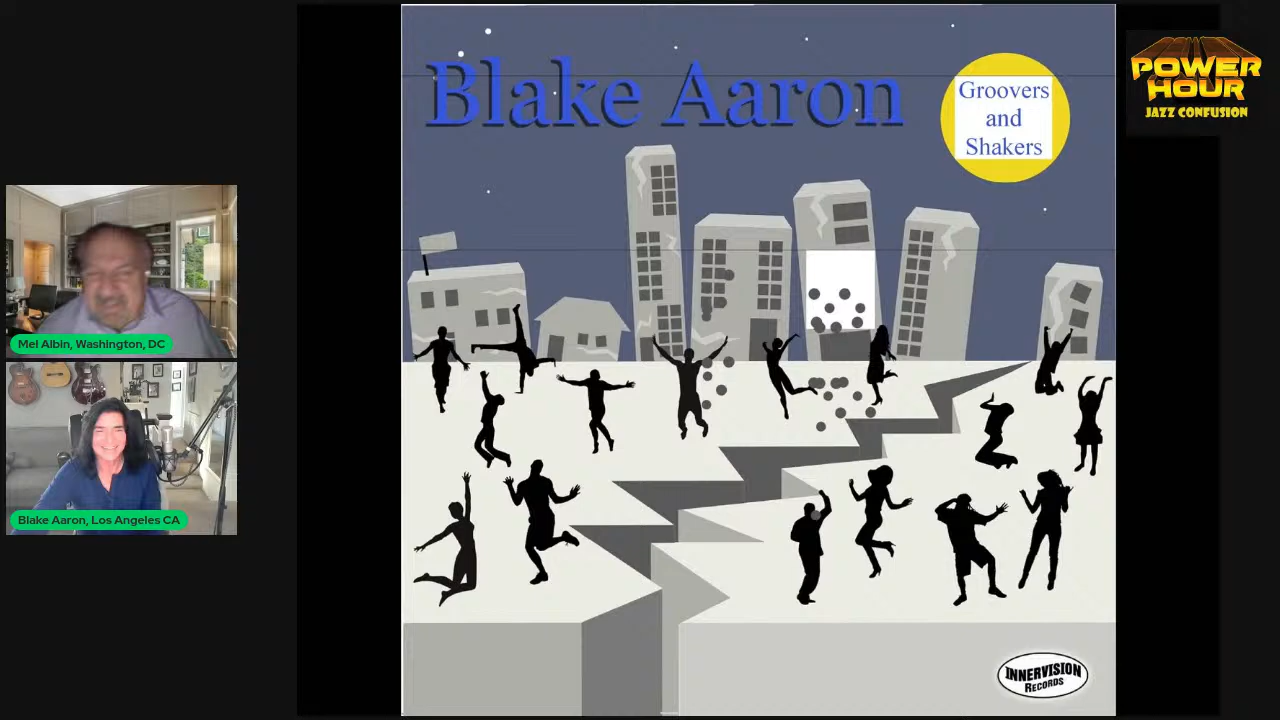 Blake Aaron
Groovers
and
Shakers
POWER
HOUR
JAZZ CONFUSION
Mel Albin, Washington, DC
Blake Aaron, Los Angeles CA
INNERVISION
RECORDS